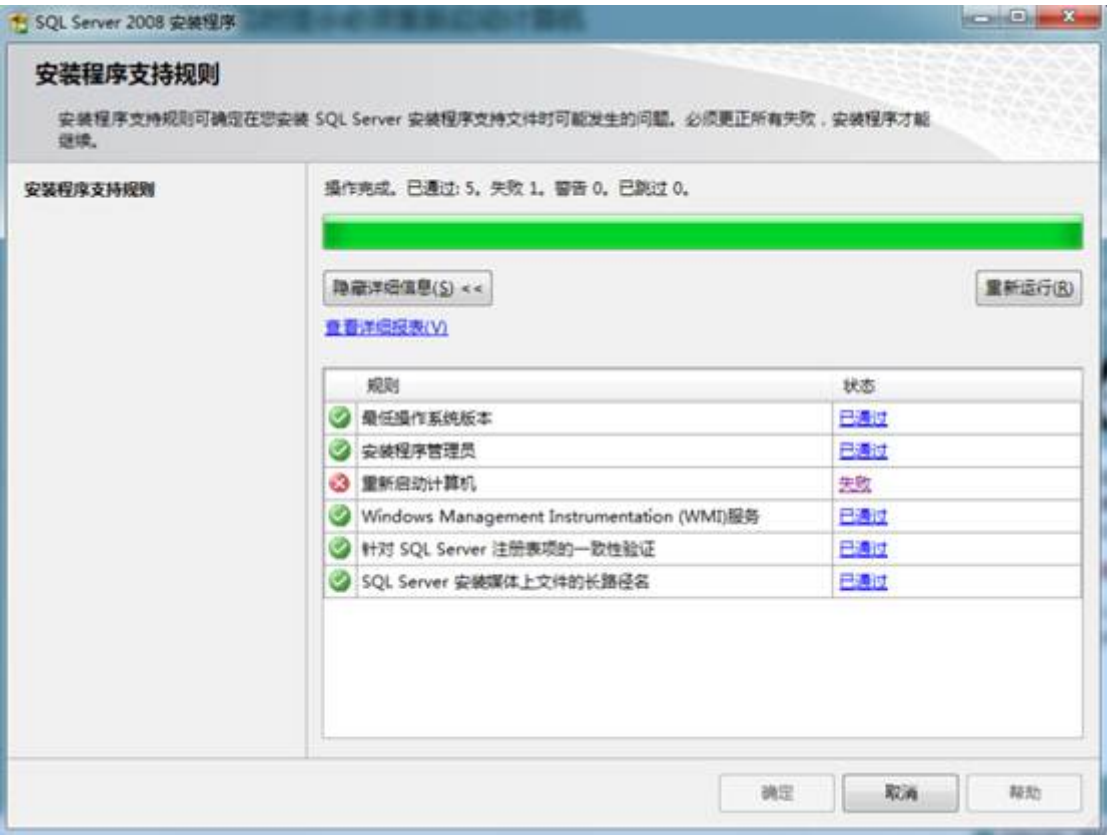 SQL Server 2008 安装程序
安装程序支持规则
安装程序支持规则可确定在您安装 SQL Server 安装程序支持文件时可能发生的问题。必须更正所有失败，安装程序才能
继续。
安装程序支持规则
操作完成。已通过: 5。失败 1。警告 0。已跳过 0。
隐藏详细信息(S) <<
重新运行(R)
查看详细报表(V)
规则 状态
最低操作系统版本 已通过
安装程序管理员 已通过
重新启动计算机 失败
Windows Management Instrumentation (WMI)服务 已通过
针对 SQL Server 注册表项的一致性验证 已通过
SQL Server 安装媒体上文件的长路径名 已通过
确定 取消 帮助